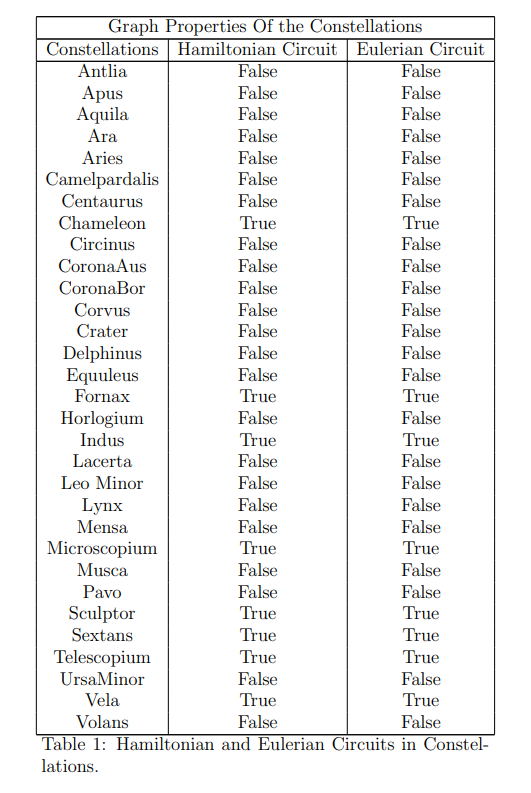 Graph Properties Of the Constellations
Constellations Hamiltonian Circuit Eulerian Circuit
Antlia False False
Apus False False
Aquila False False
Ara False False
Aries False False
Camelpardalis False False
Centaurus False False
Chameleon True True
Circinus False False
CoronaAus False False
CoronaBor False False
Corvus False False
Crater False False
Delphinus False False
Equuleus False False
Fornax True True
Horlogium False False
Indus True True
Lacerta False False
Leo Minor False False
Lynx False False
Mensa False False
Microscopium True True
Musca False False
Pavo False False
Sculptor True True
Sextans True True
Telescopium True True
UrsaMinor False False
Vela True True
Volans False False
Table 1: Hamiltonian and Eulerian Circuits in Constel-
lations.